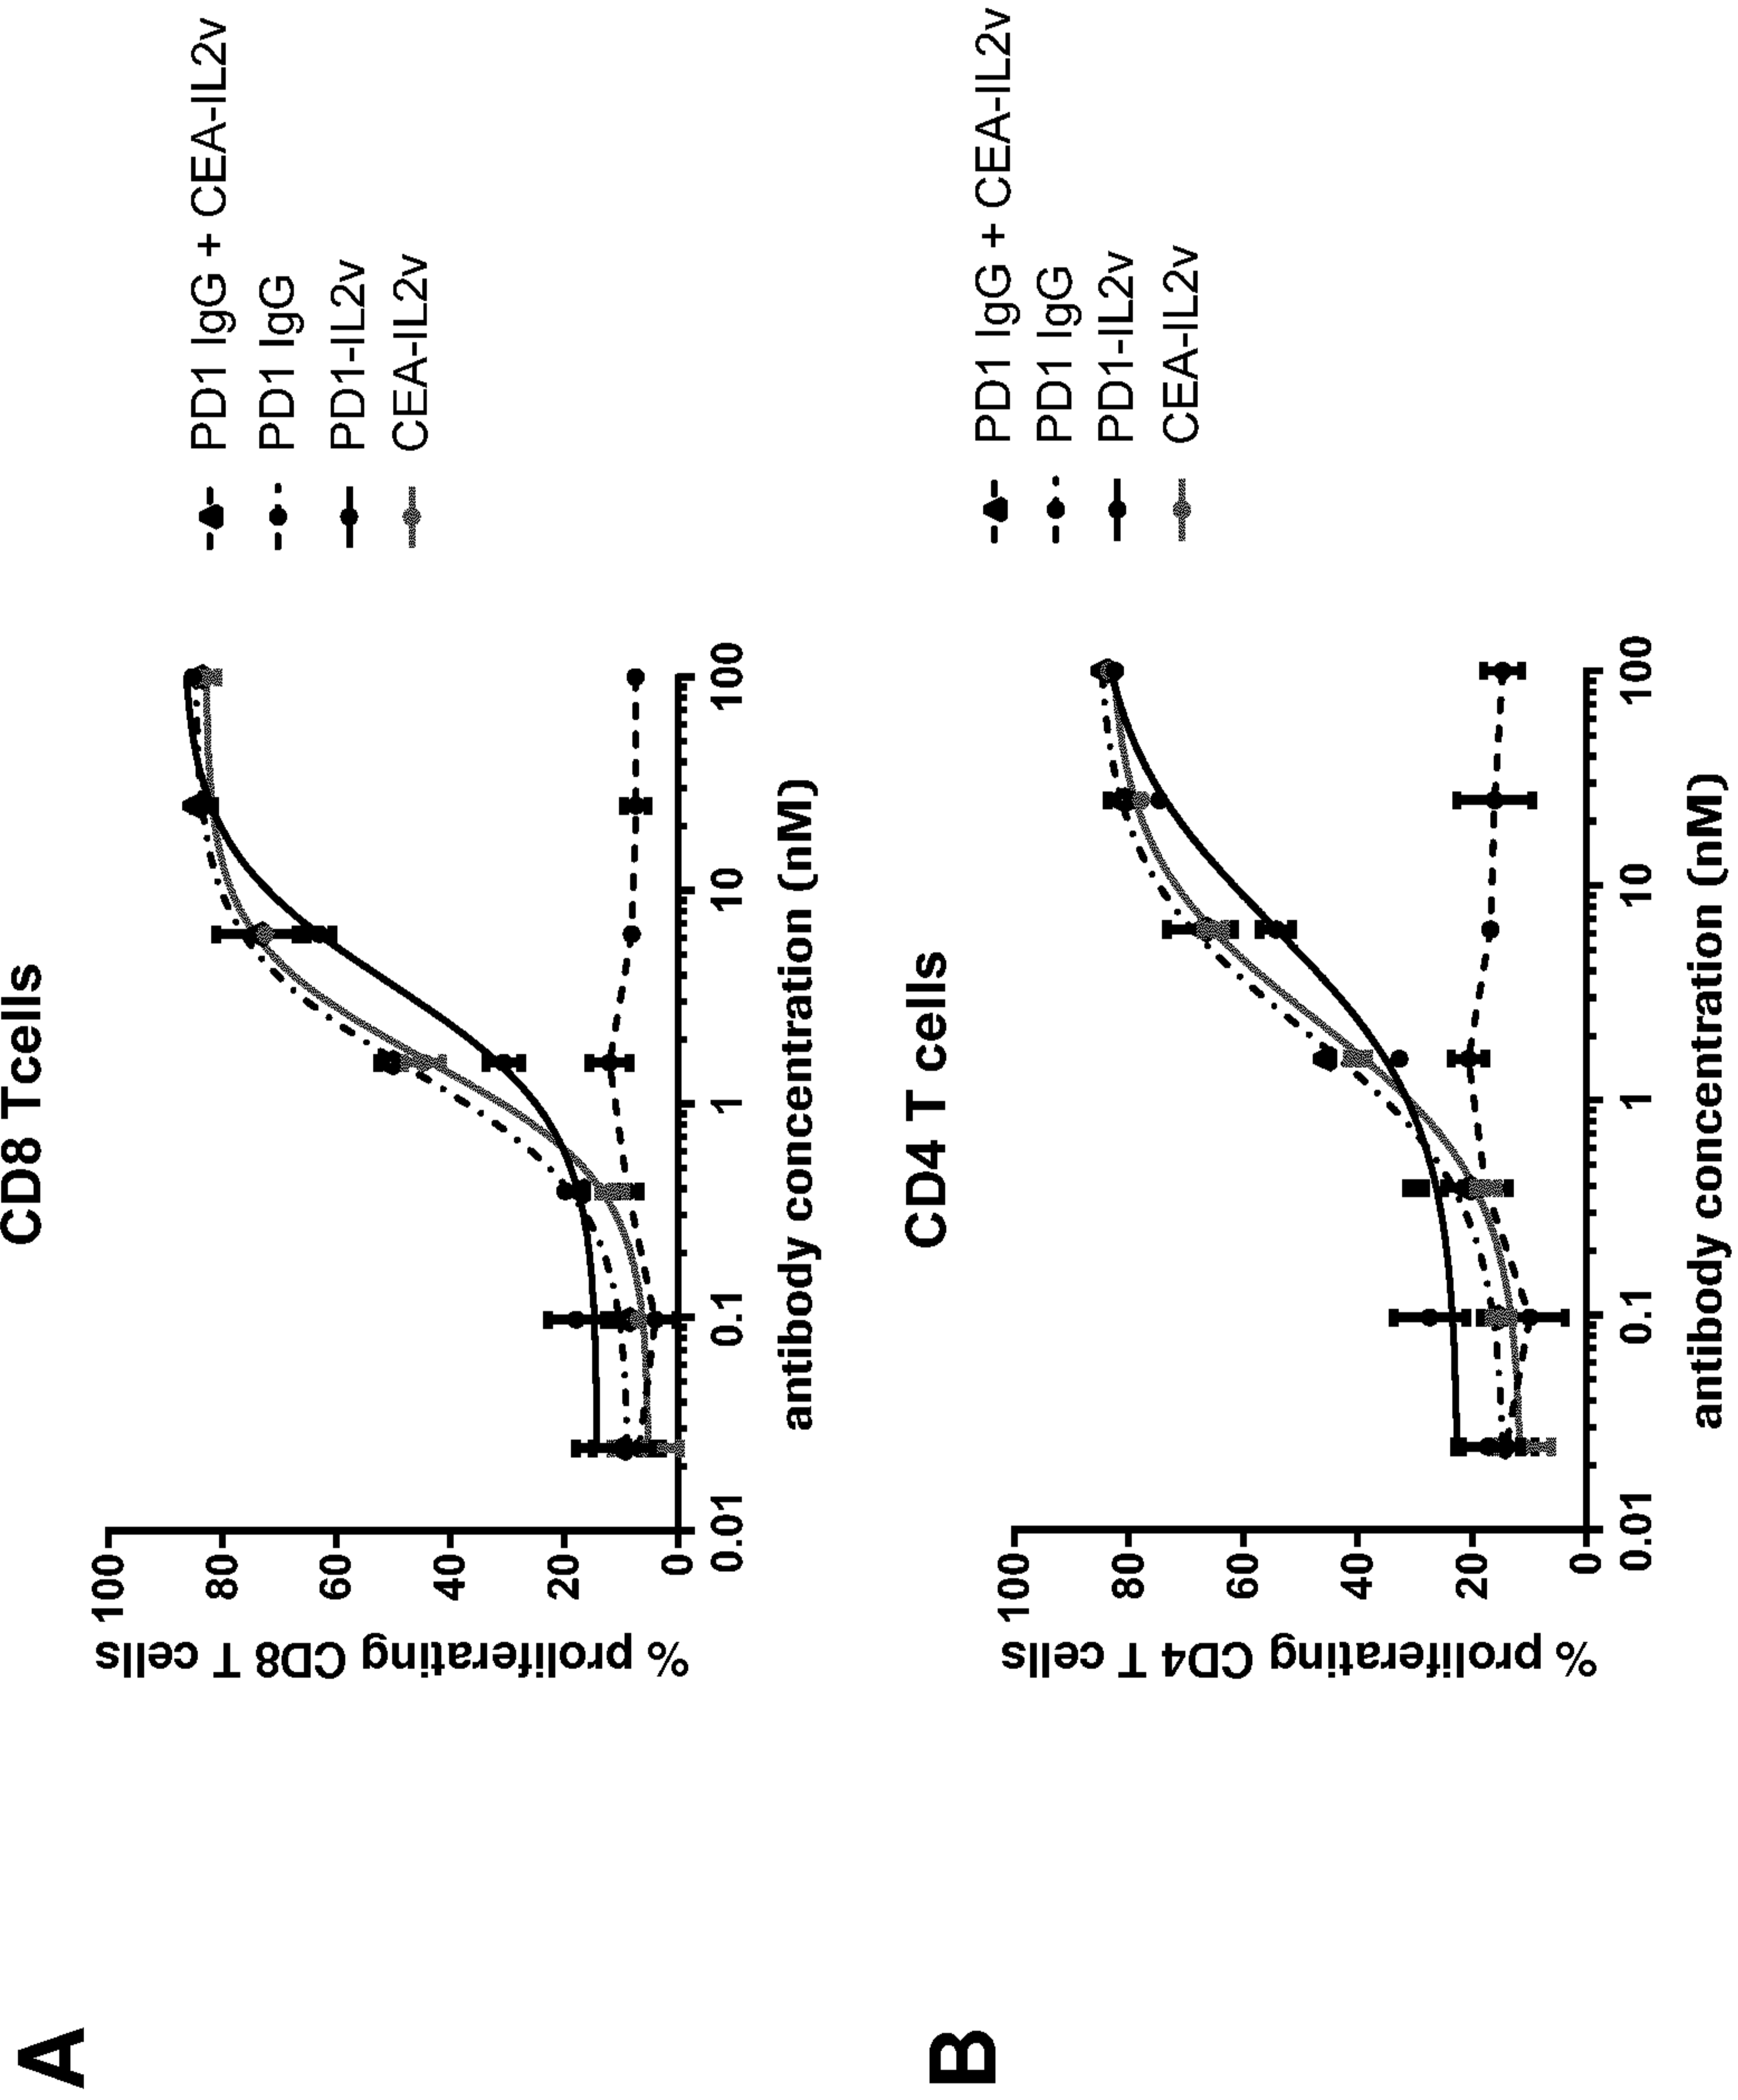 A
CD8 Tcells
% proliferating CD8 T cells
100
80
60
40
20
0
0.01
0.1
1
10
100
antibody concentration (nM)
PD1 IgG + CEA-IL2v
PD1 IgG
PD1-IL2v
CEA-IL2v
B
CD4 T cells
% proliferating CD4 T cells
100
80
60
40
20
0
0.01
0.1
1
10
100
antibody concentration (nM)
PD1 IgG + CEA-IL2v
PD1 IgG
PD1-IL2v
CEA-IL2v